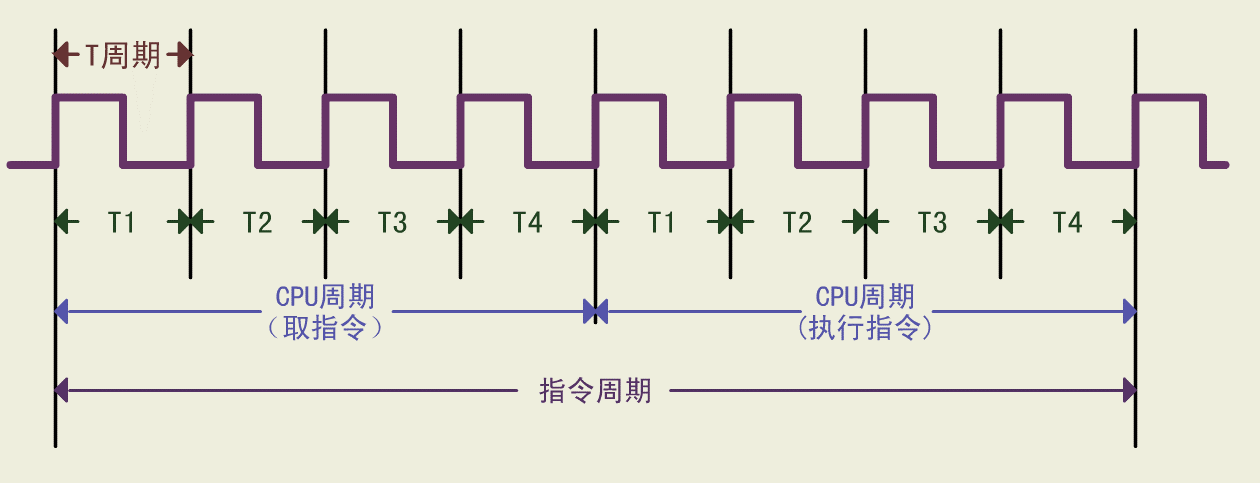 T周期
T1 T2 T3 T4 T1 T2 T3 T4
CPU周期 CPU周期
（取指令） (执行指令)
指令周期